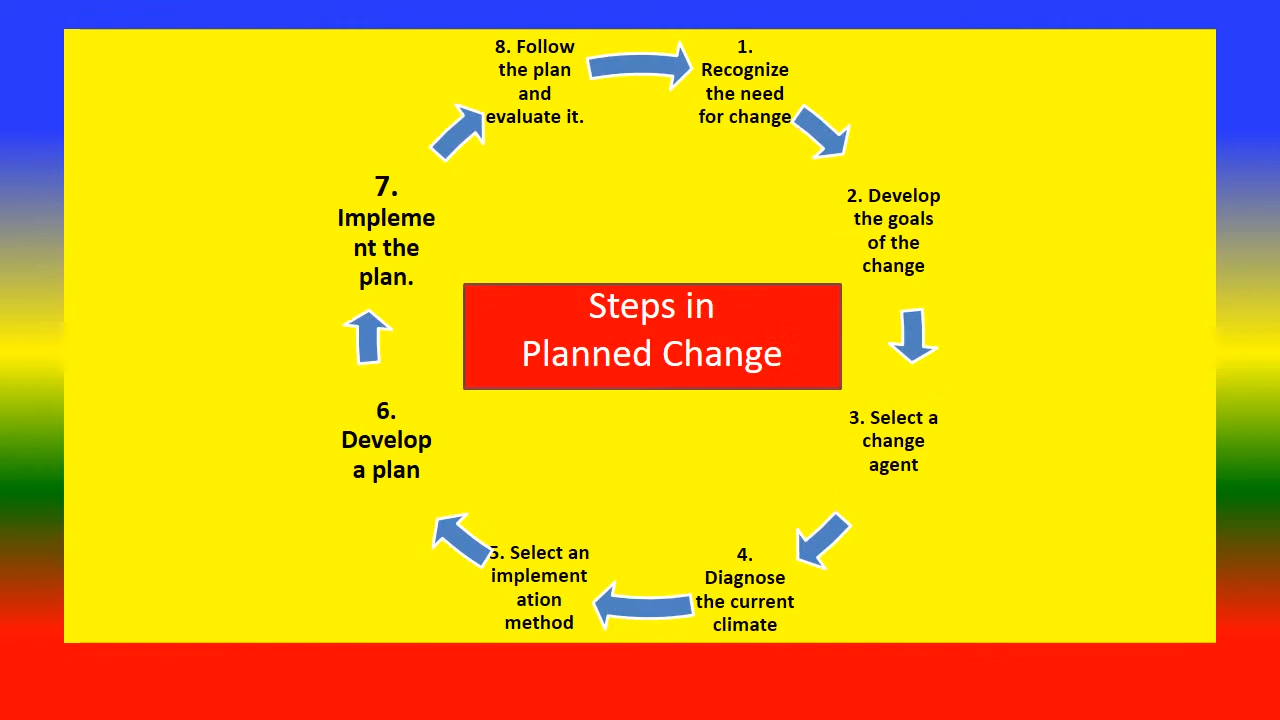 8. Follow
the plan
and
evaluate it.
1.
Recognize
the need
for change
2. Develop
the goals
of the
change
3. Select a
change
agent
4.
Diagnose
the current
climate
5. Select an
implement
ation
method
6.
Develop
a plan
7.
Impleme
nt the
plan.
Steps in
Planned Change